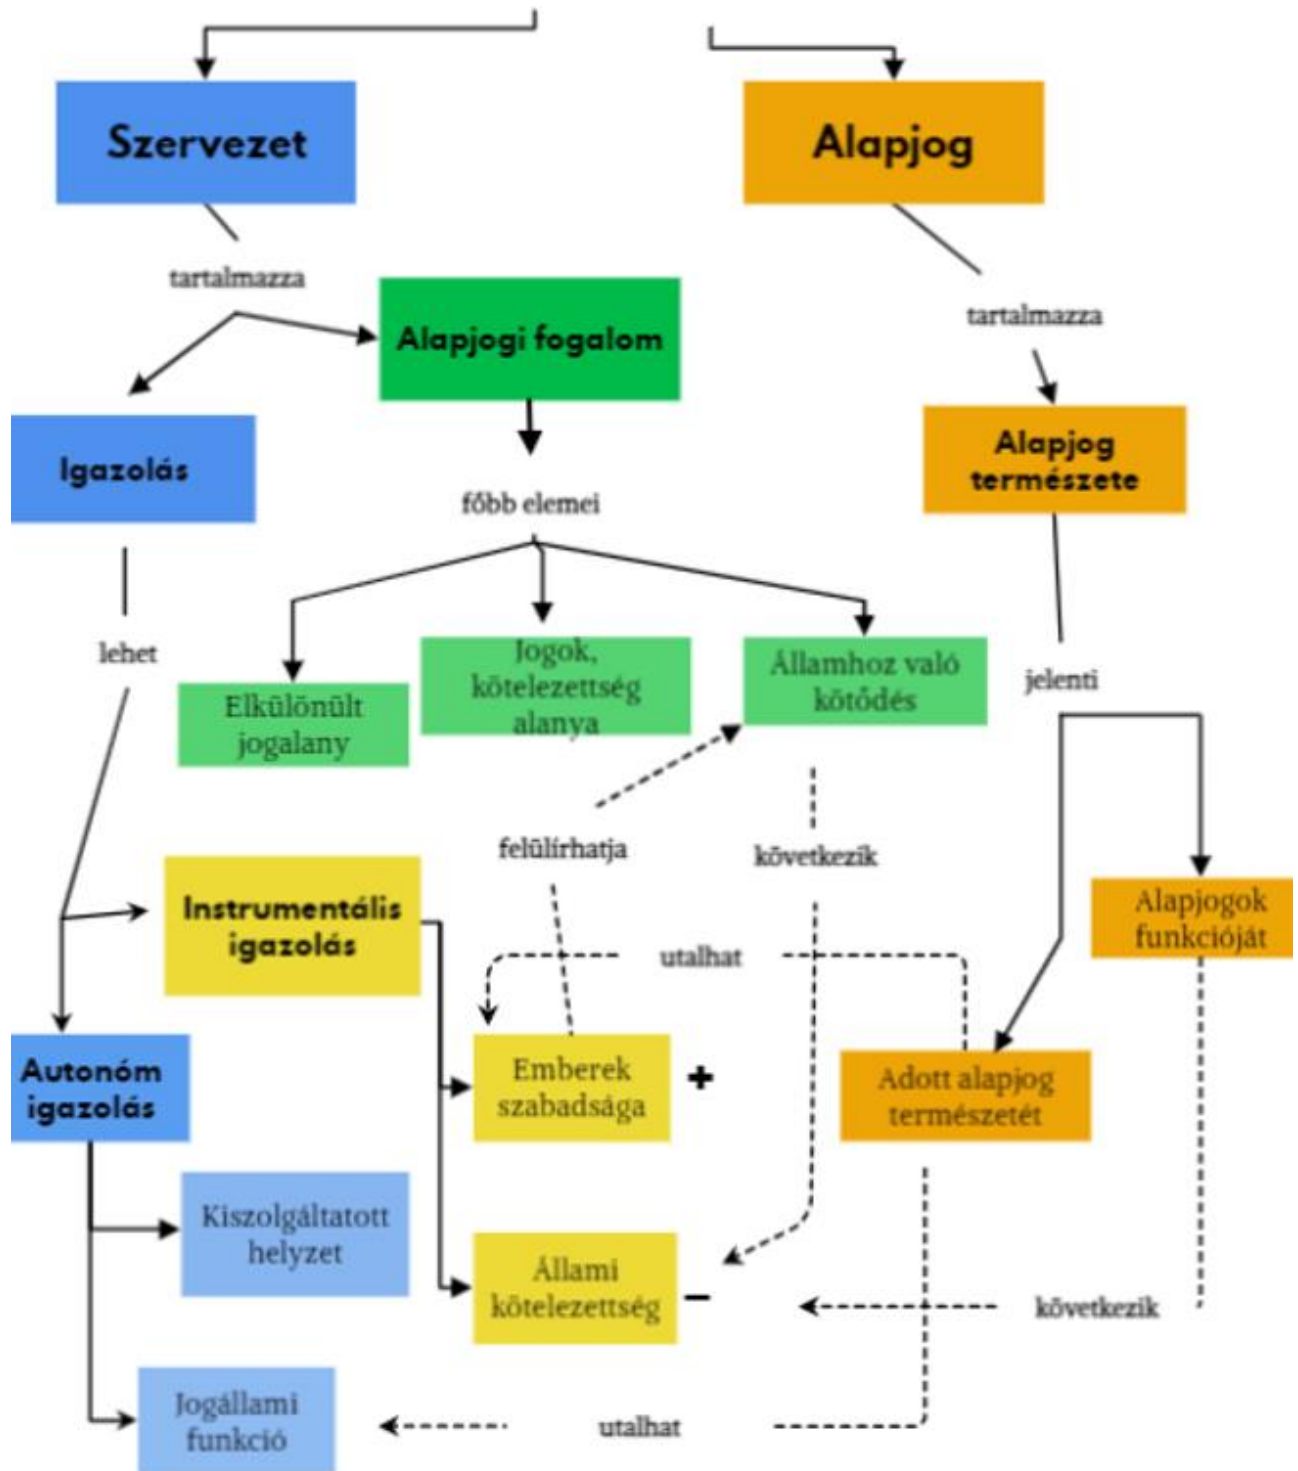 Szervezet
Alapjog
tartalmazza
Alapjogi fogalom
tartalmazza
Igazolás
Alapjog
természete
főbb elemei
lehet
Elkülönült
jogalany
Jogok,
kötelezettség
alanya
Államhoz való
kötődés
jelenti
felülírhatja
következik
Instrumentális
igazolás
Alapjogok
funkcióját
utalhat
Autonóm
igazolás
Emberek
szabadsága
+
Adott alapjog
természetét
Kiszolgáltatott
helyzet
Állami
kötelezettség
–
következik
Jogállami
funkció
utalhat